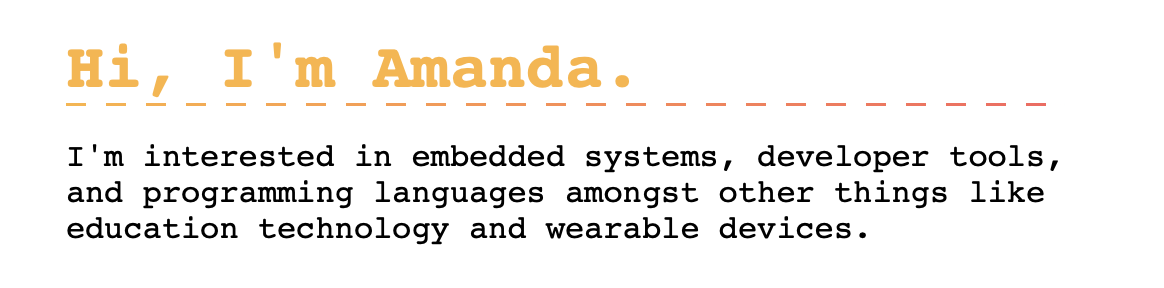 Hi, I'm Amanda.
I'm interested in embedded systems, developer tools,
and programming languages amongst other things like
education technology and wearable devices.